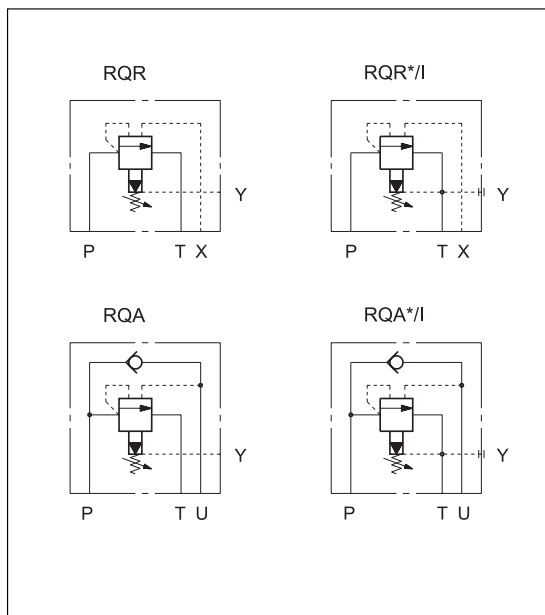 RQR
RQR*/I
Y
Y
P T X
P T X
RQA
RQA*/I
Y
Y
P T U
P T U